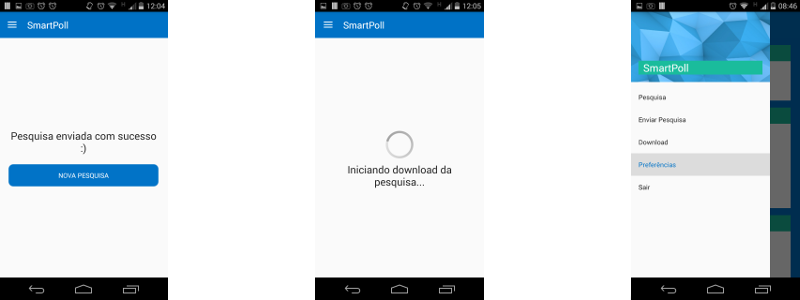 12:04
SmartPoll
Pesquisa enviada com sucesso
:)
NOVA PESQUISA
12:05
SmartPoll
Iniciando download da
pesquisa...
08:46
SmartPoll
Pesquisa
Enviar Pesquisa
Download
Preferências
Sair